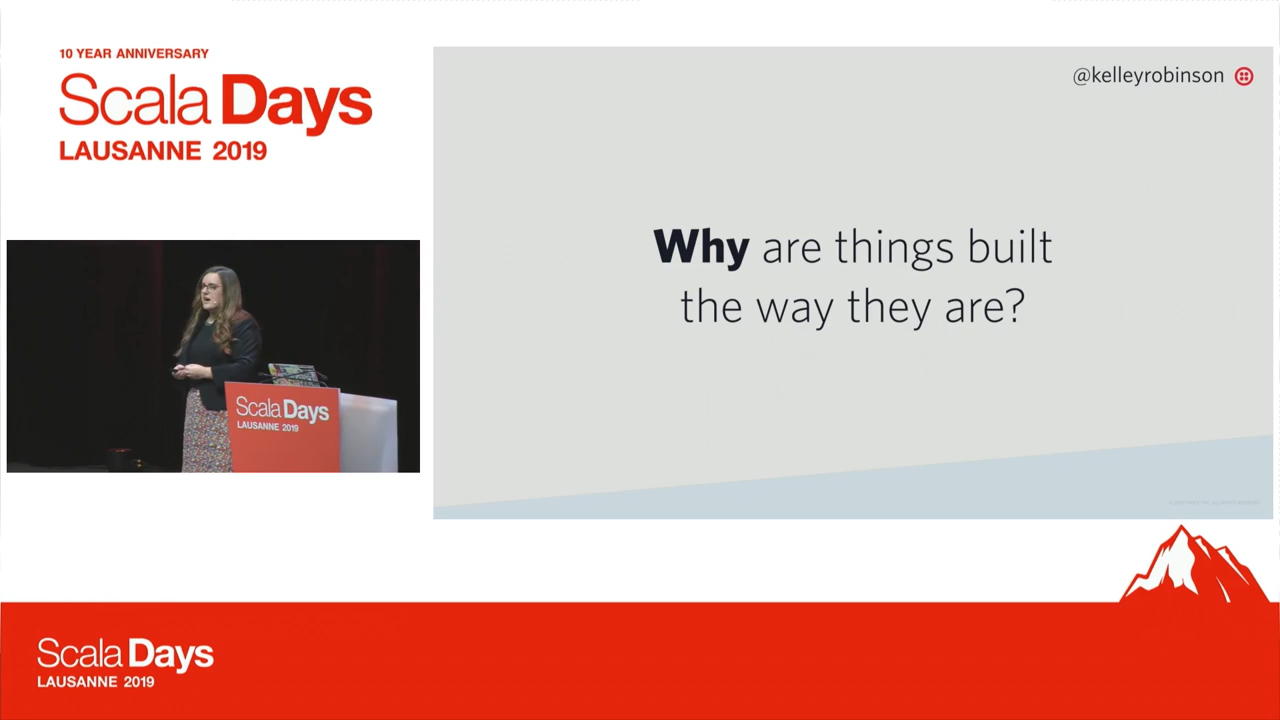 10 YEAR ANNIVERSARY
Scala Days
LAUSANNE 2019
@kelleyrobinson
Why are things built
the way they are?
Scala Days
LAUSANNE 2019
Scala Days
LAUSANNE 2019